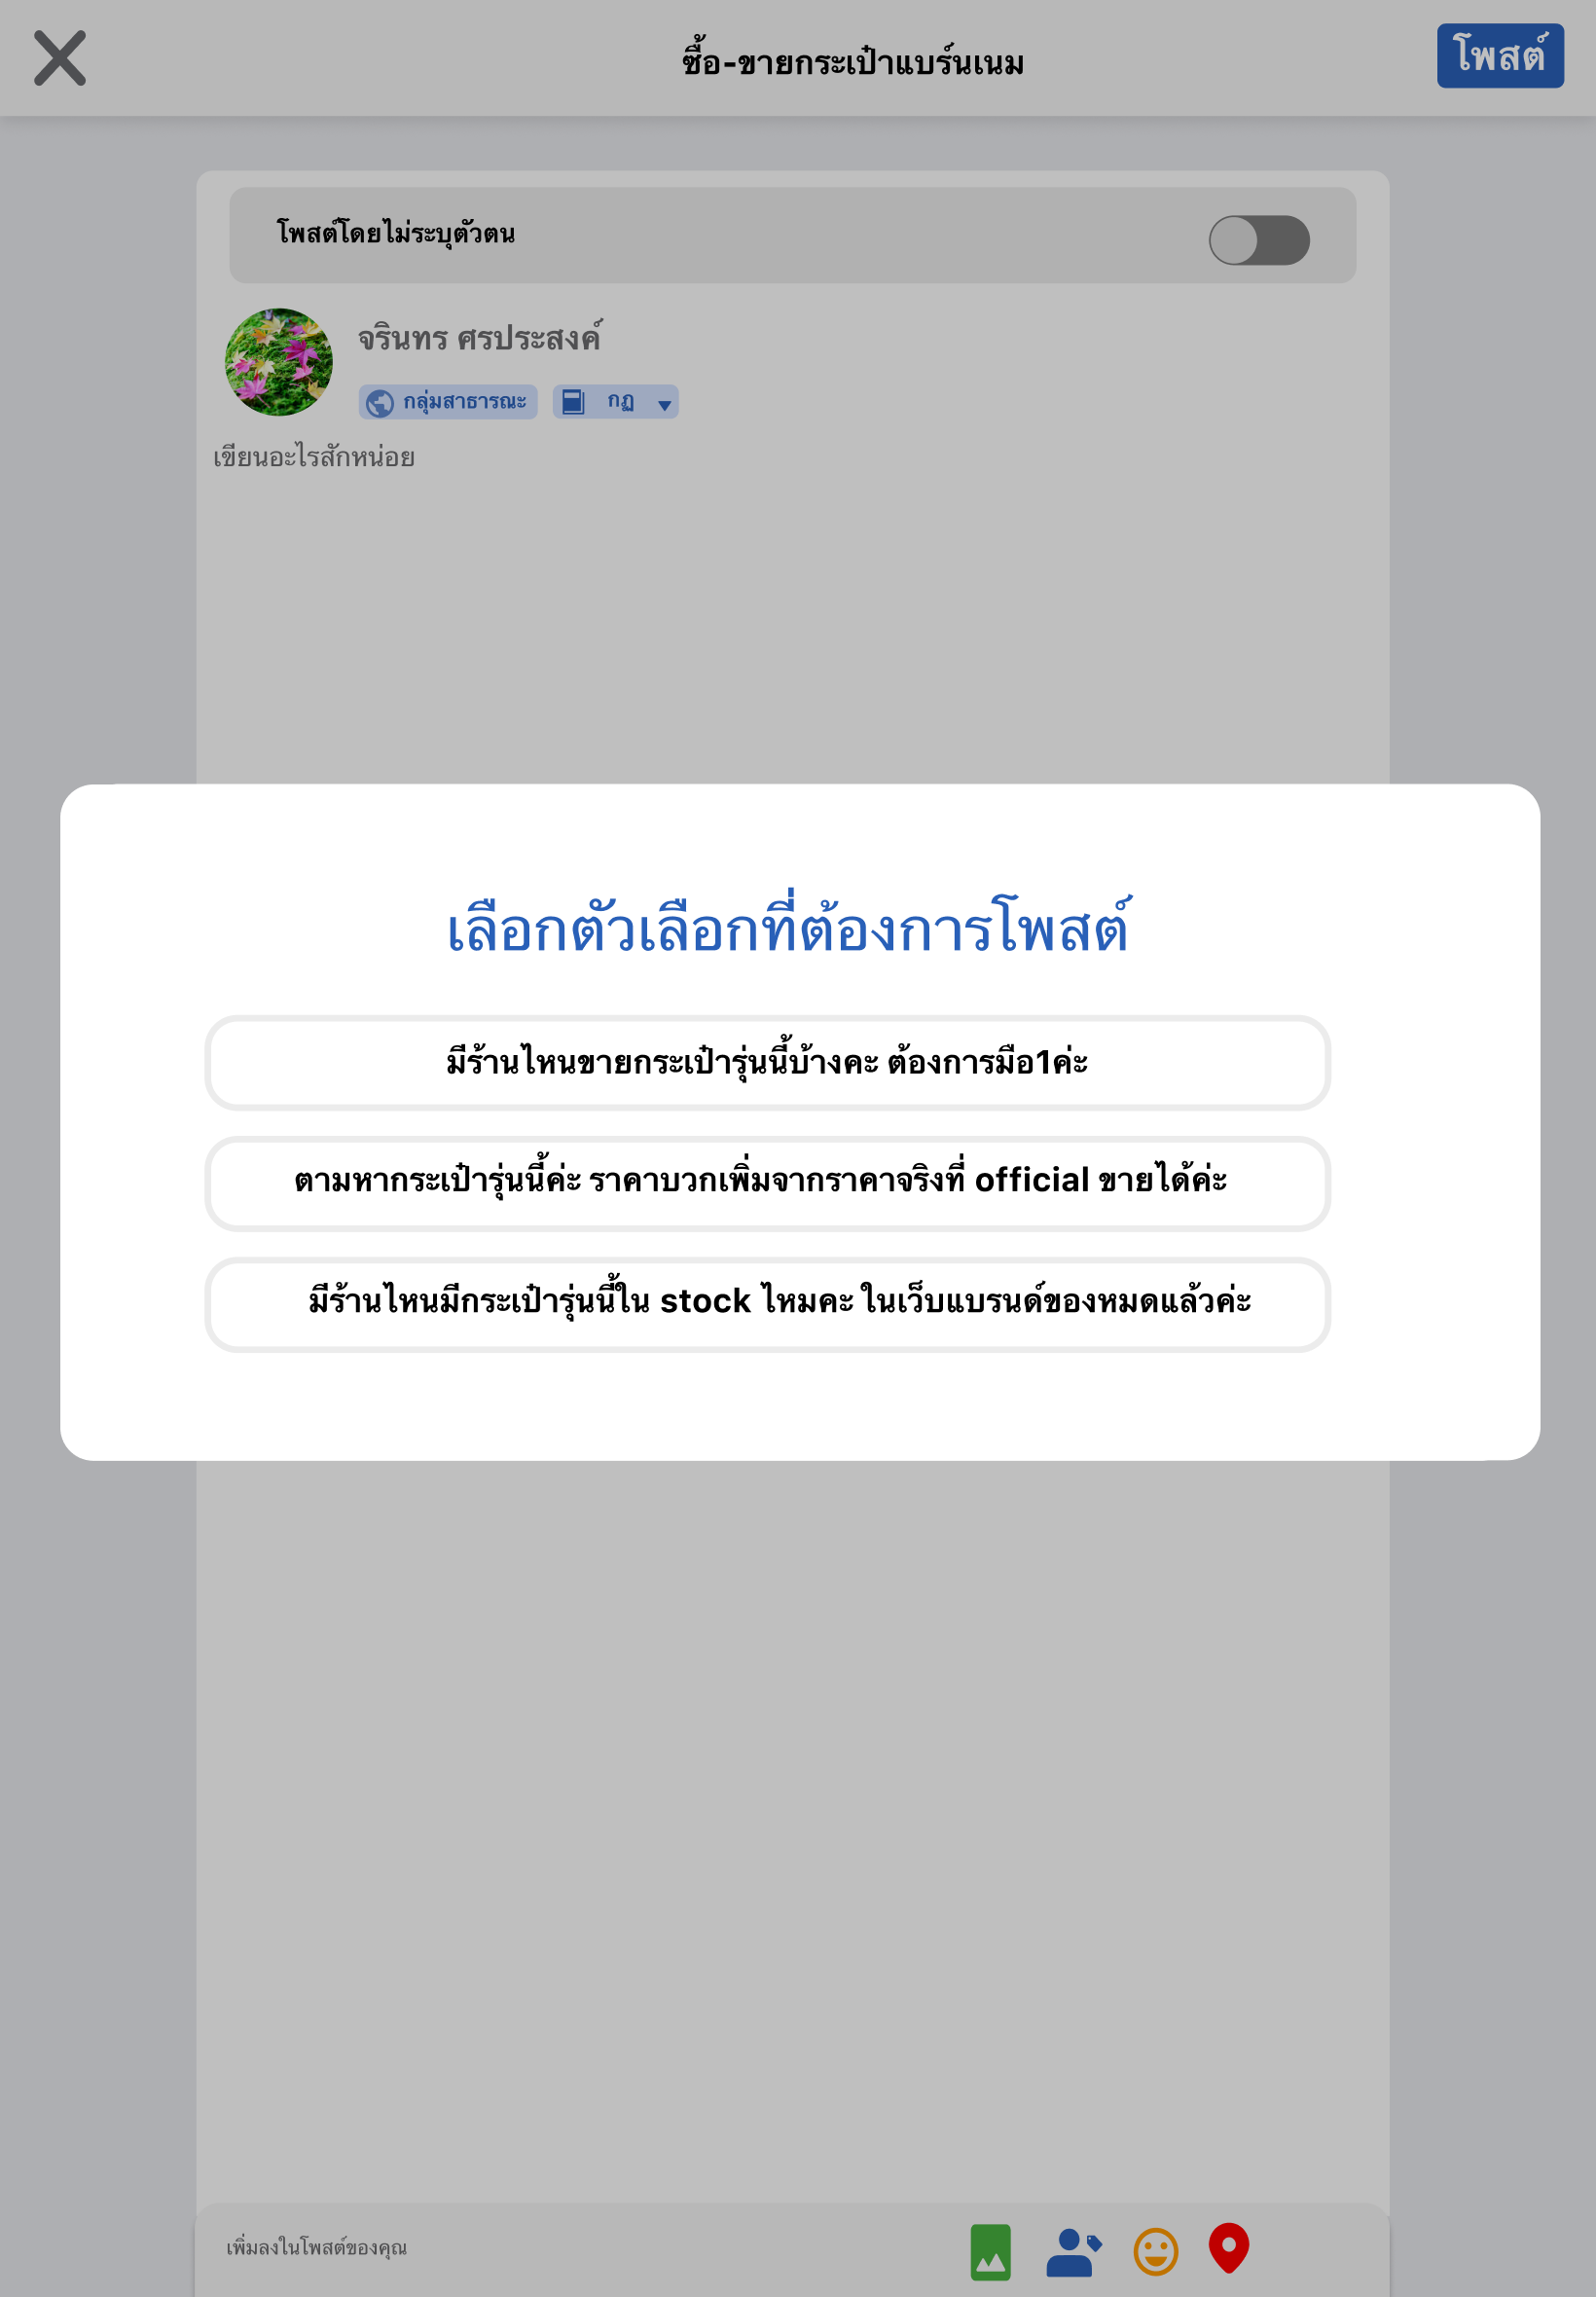 ซื้อ-ขายกระเป๋าแบร์นเนม
โพสต์
โพสต์โดยไม่ระบุตัวตน
จรินทร ศรประสงค์
กลุ่มสาธารณะ
กฏ
เขียนอะไรสักหน่อย
เลือกตัวเลือกที่ต้องการโพสต์
มีร้านไหนขายกระเป๋ารุ่นนี้บ้างคะ ต้องการมือ1ค่ะ
ตามหากระเป๋ารุ่นนี้ค่ะ ราคาบวกเพิ่มจากราคาจริงที่ official ขายได้ค่ะ
มีร้านไหนมีกระเป๋ารุ่นนี้ใน stock ไหมคะ ในเว็บแบรนด์ของหมดแล้วค่ะ
เพิ่มลงในโพสต์ของคุณ